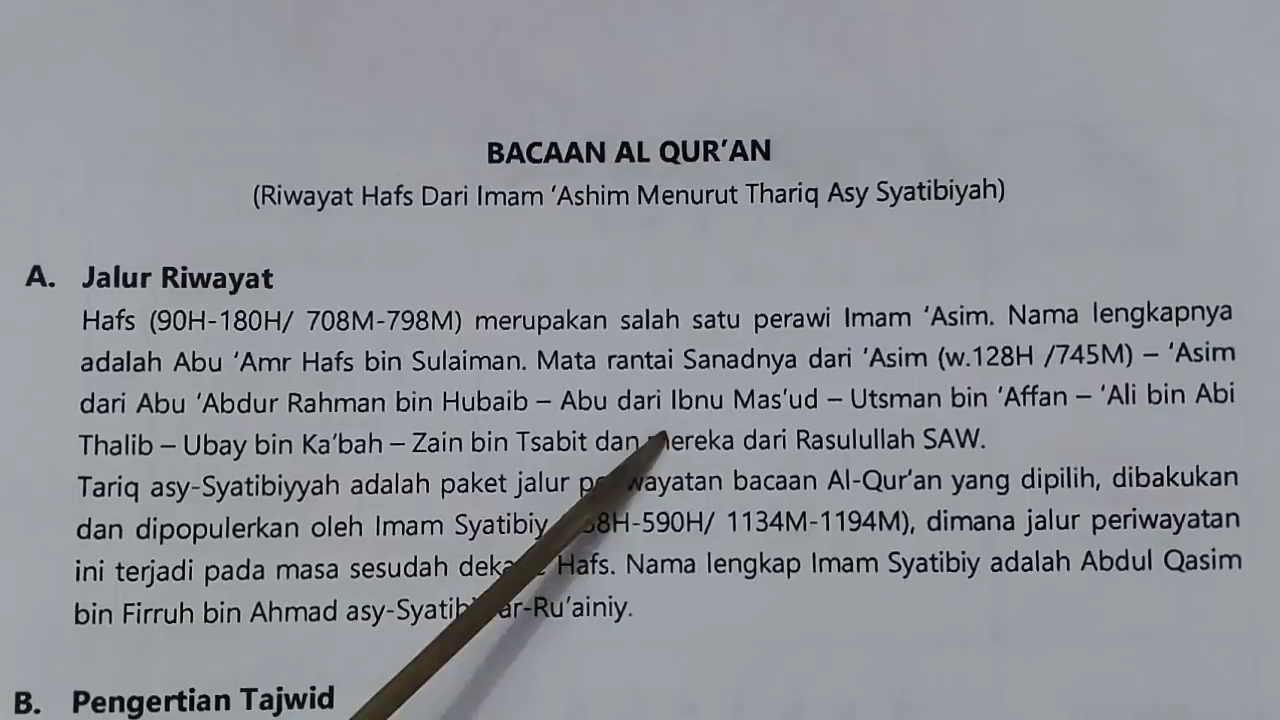 BACAAN AL QUR'AN
(Riwayat Hafs Dari Imam 'Ashim Menurut Thariq Asy Syatibiyah)
A. Jalur Riwayat
Hafs (90H-180H/ 708M-798M) merupakan salah satu perawi Imam 'Asim. Nama lengkapnya
adalah Abu 'Amr Hafs bin Sulaiman. Mata rantai Sanadnya dari 'Asim (w.128H /745M) – 'Asim
dari Abu 'Abdur Rahman bin Hubaib – Abu dari Ibnu Mas'ud – Utsman bin 'Affan – 'Ali bin Abi
Thalib – Ubay bin Ka'bah – Zain bin Tsabit dan mereka dari Rasulullah SAW.
Tariq asy-Syatibiyyah adalah paket jalur bacaan Al-Qur'an yang dipilih, dibakukan
dan dipopulerkan oleh Imam Syatibiy 1134M-1194M), dimana jalur periwayatan
ini terjadi pada masa sesudah Hafs. Nama lengkap Imam Syatibiy adalah Abdul Qasim
bin Firruh bin Ahmad ar-Ru'ainiy.
B. Pengertian Tajwid